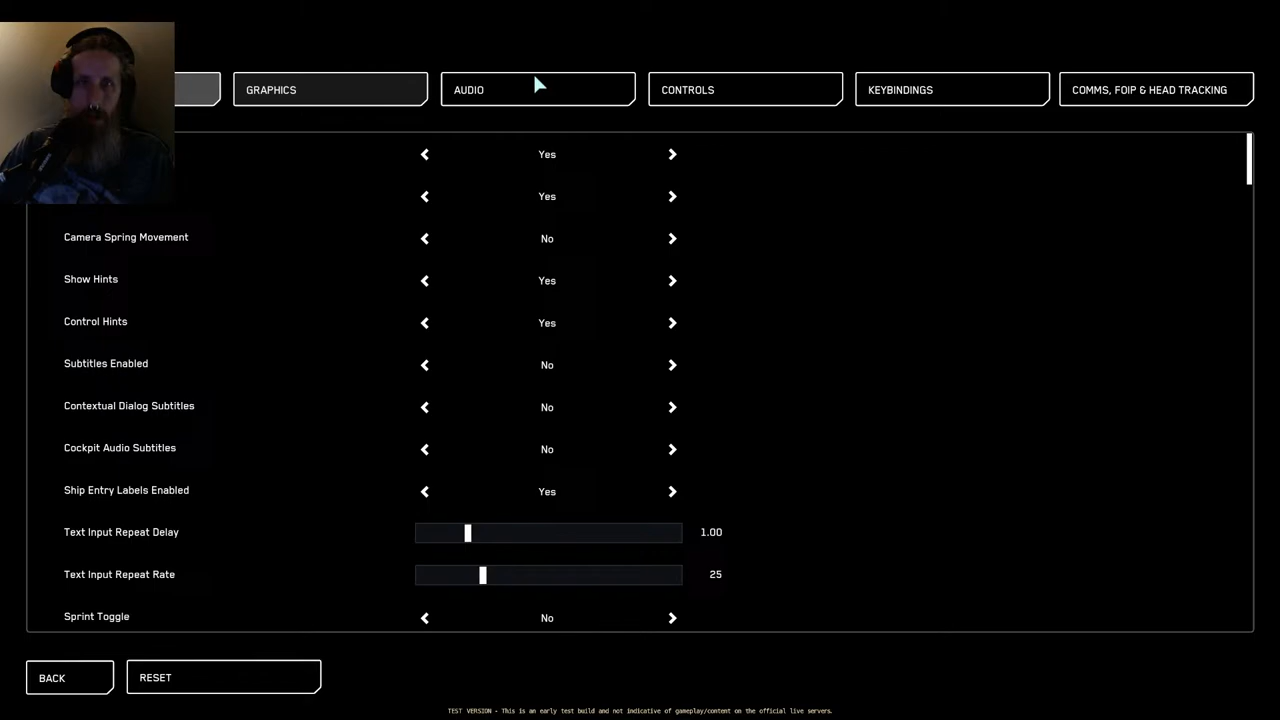 GRAPHICS
AUDIO
CONTROLS
KEYBINDINGS
COMMS, FOIP & HEAD TRACKING
Yes
Yes
Camera Spring Movement No
Show Hints Yes
Control Hints Yes
Subtitles Enabled No
Contextual Dialog Subtitles No
Cockpit Audio Subtitles No
Ship Entry Labels Enabled Yes
Text Input Repeat Delay 1.00
Text Input Repeat Rate 25
Sprint Toggle No
BACK
RESET
TEST VERSION - This is an early test build and not indicative of gameplay/content on the official live servers.